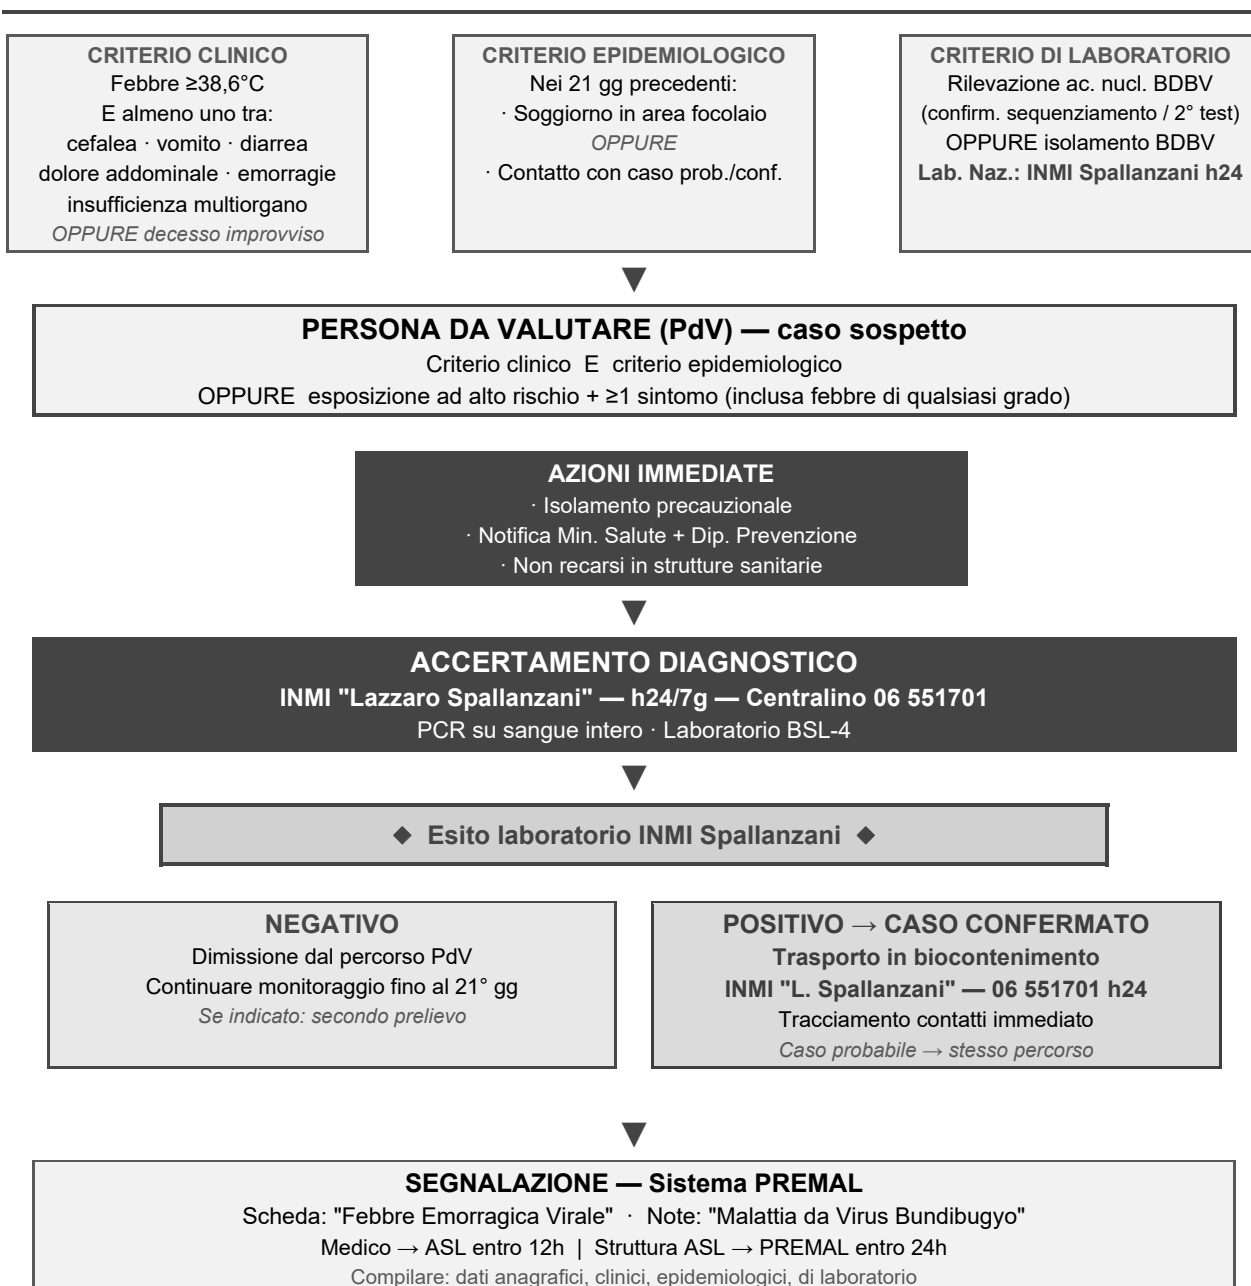 CRITERIO CLINICO
Febbre ≥38,6°C
E almeno uno tra:
cefalea · vomito · diarrea
dolore addominale · emorragie
insufficienza multiorgano
OPPURE decesso improvviso
CRITERIO EPIDEMIOLOGICO
Nei 21 gg precedenti:
· Soggiorno in area focolaio
OPPURE
· Contatto con caso prob./conf.
CRITERIO DI LABORATORIO
Rilevazione ac. nucl. BDBV
(confirm. sequenziamento / 2° test)
OPPURE isolamento BDBV
Lab. Naz.: INMI Spallanzani h24
▼
PERSONA DA VALUTARE (PdV) — caso sospetto
Criterio clinico E criterio epidemiologico
OPPURE esposizione ad alto rischio + ≥1 sintomo (inclusa febbre di qualsiasi grado)
AZIONI IMMEDIATE
· Isolamento precauzionale
· Notifica Min. Salute + Dip. Prevenzione
· Non recarsi in strutture sanitarie
▼
ACCERTAMENTO DIAGNOSTICO
INMI "Lazzaro Spallanzani" — h24/7g — Centralino 06 551701
PCR su sangue intero · Laboratorio BSL-4
▼
◆ Esito laboratorio INMI Spallanzani ◆
NEGATIVO
Dimissione dal percorso PdV
Continuare monitoraggio fino al 21° gg
Se indicato: secondo prelievo
POSITIVO → CASO CONFERMATO
Trasporto in biocontenimento
INMI "L. Spallanzani" — 06 551701 h24
Tracciamento contatti immediato
Caso probabile → stesso percorso
▼
SEGNALAZIONE — Sistema PREMAL
Scheda: "Febbre Emorragica Virale" · Note: "Malattia da Virus Bundibugyo"
Medico → ASL entro 12h | Struttura ASL → PREMAL entro 24h
Compilare: dati anagrafici, clinici, epidemiologici, di laboratorio